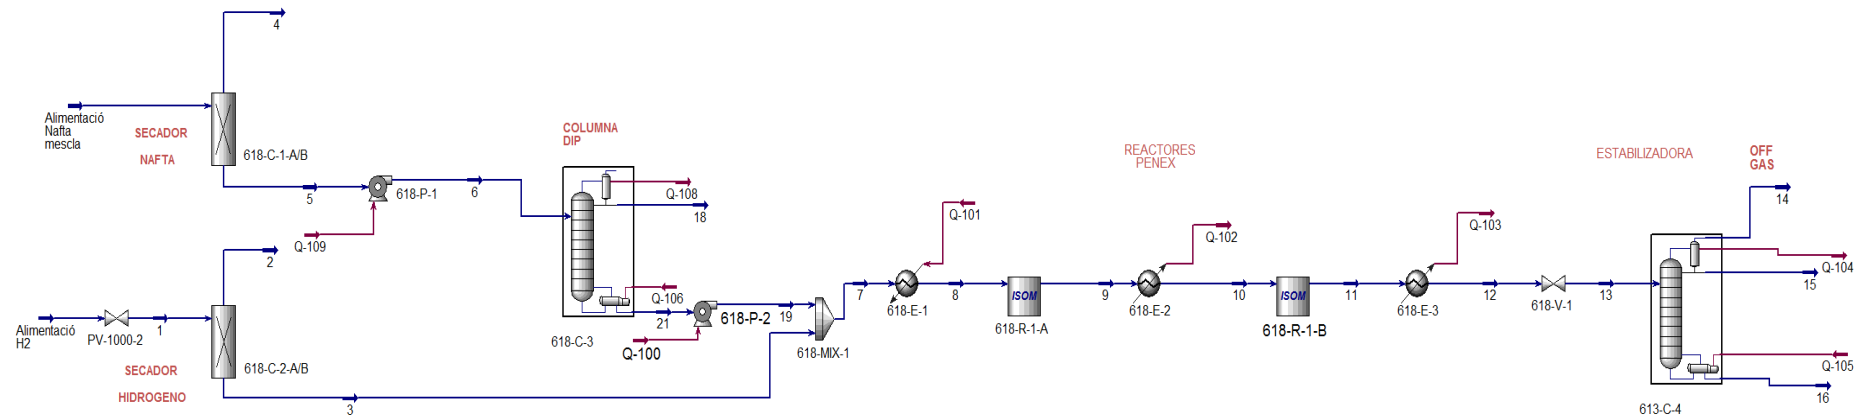 4
Alimentació
Nafta
mescla
SECADOR
NAFTA
618-C-1-A/B
5
Q-109
618-P-1
6
COLUMNA
DIP
Q-108
18
Q-106
21
618-C-3
Q-100
618-P-2
19
618-MIX-1
2
Alimentació
H2
PV-1000-2
1
618-C-2-A/B
SECADOR
HIDROGENO
3
7
Q-101
618-E-1
8
ISOM
618-R-1-A
9
REACTORES
PENEX
Q-102
618-E-2
10
ISOM
618-R-1-B
11
Q-103
618-E-3
12
618-V-1
13
ESTABILIZADORA
OFF
GAS
14
Q-104
15
Q-105
16
613-C-4